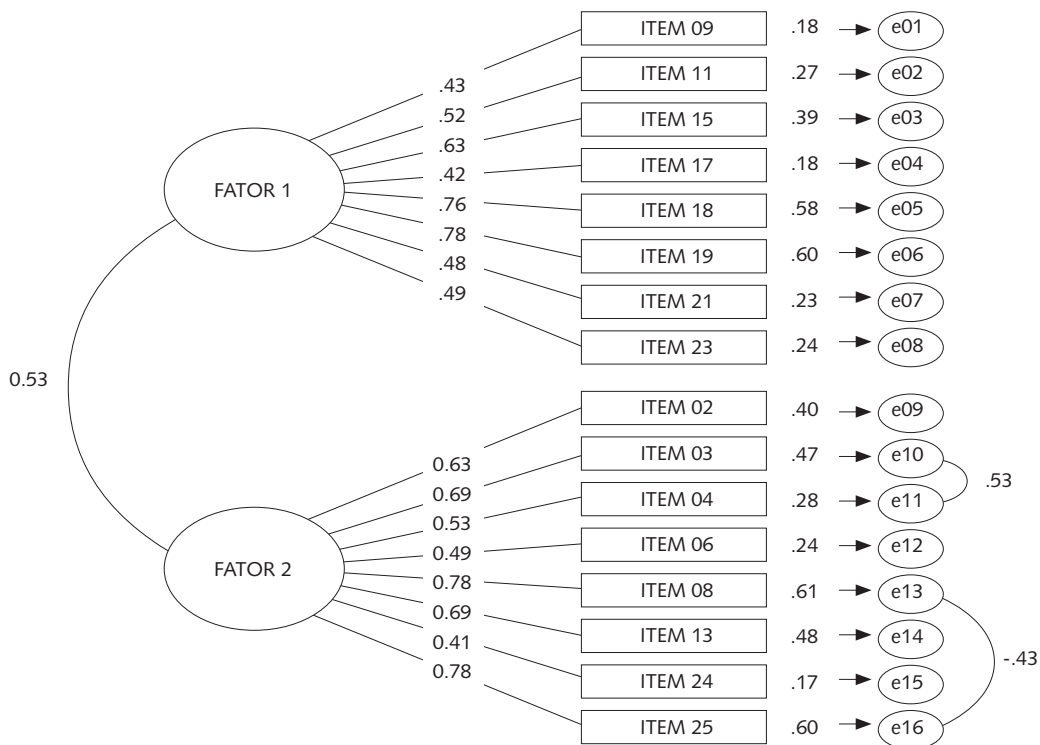 ITEM 09 .18 e01
.43 ITEM 11 .27 e02
.52 ITEM 15 .39 e03
.63
.42 ITEM 17 .18 e04
FATOR 1
.76 ITEM 18 .58 e05
.78 ITEM 19 .60 e06
.48 ITEM 21 .23 e07
.49
ITEM 23 .24 e08
0.53
ITEM 02 .40 e09
0.63 ITEM 03 .47 e10
.53
0.69 ITEM 04 .28 e11
0.53
0.49 ITEM 06 .24 e12
FATOR 2
0.78 ITEM 08 .61 e13
0.69 ITEM 13 .48 e14
0.41
-.43
0.78 ITEM 24 .17 e15
ITEM 25 .60 e16